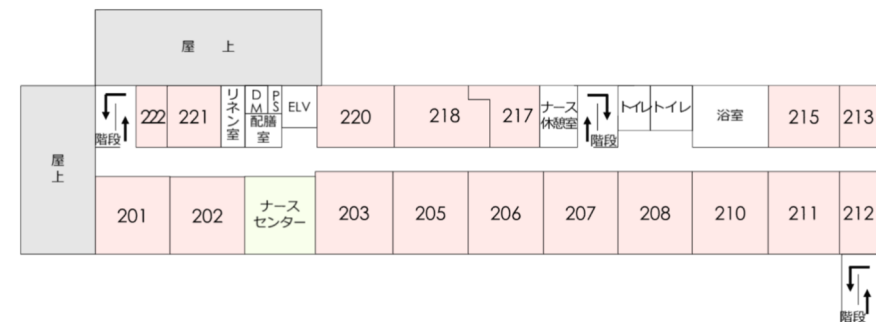 屋 上
屋上
階段
222
221
リネン室
DM
PS
配膳室
ELV
220
218
217
ナース
休憩室
階段
トイレ
トイレ
浴室
215
213
201
202
ナース
センター
203
205
206
207
208
210
211
212
階段